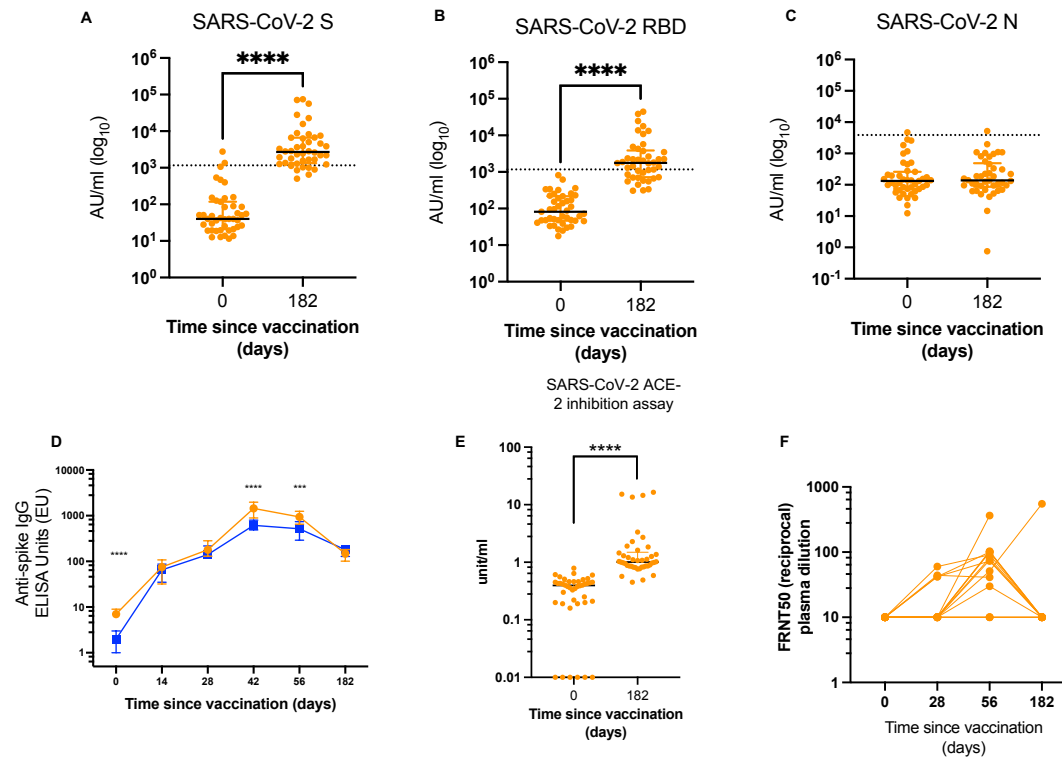 A
SARS-CoV-2 S
****
10⁶
10⁵
10⁴
10³
10²
10¹
10⁰
AU/ml (log₁₀)
0
182
Time since vaccination
(days)
B
SARS-CoV-2 RBD
****
10⁶
10⁵
10⁴
10³
10²
10¹
10⁰
AU/ml (log₁₀)
0
182
Time since vaccination
(days)
C
SARS-CoV-2 N
10⁶
10⁵
10⁴
10³
10²
10¹
10⁰
10⁻¹
AU/ml (log₁₀)
0
182
Time since vaccination
(days)
D
10000
1000
100
10
1
Anti-spike IgG
ELISA Units (EU)
****
****
***
0
14
28
42
56
182
Time since vaccination (days)
SARS-CoV-2 ACE-
2 inhibition assay
E
****
100
10
1
0.1
0.01
unit/ml
0
182
Time since vaccination
(days)
F
1000
100
10
1
FRNT50 (reciprocal)
plasma dilution
0
28
56
182
Time since vaccination
(days)